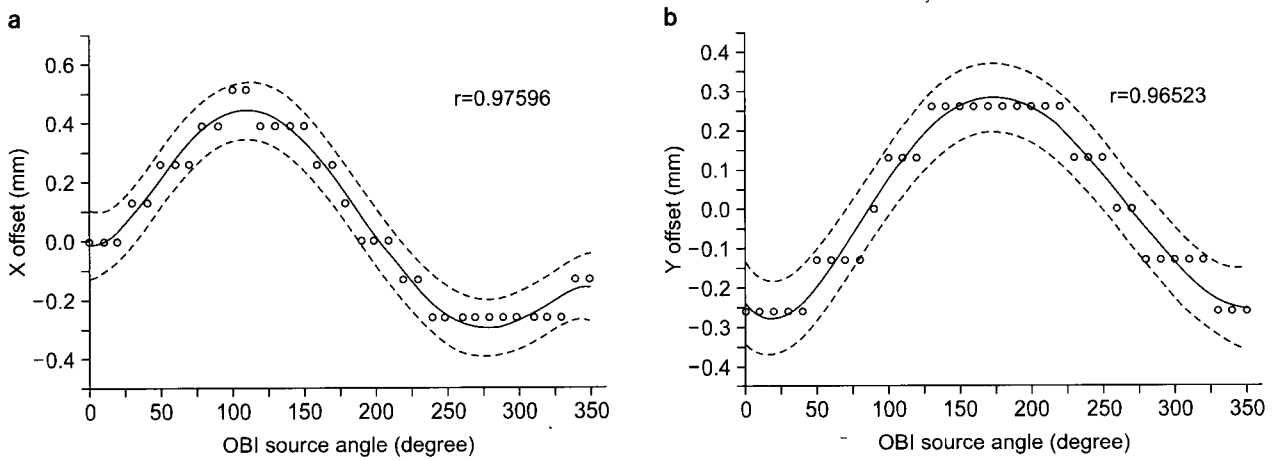 a
0.6
0.4
0.2
0.0
−0.2
−0.4
X offset (mm)
r=0.97596
0 50 100 150 200 250 300 350
OBI source angle (degree)
b
0.4
0.3
0.2
0.1
0.0
−0.1
−0.2
−0.3
−0.4
Y offset (mm)
r=0.96523
0 50 100 150 200 250 300 350
OBI source angle (degree)